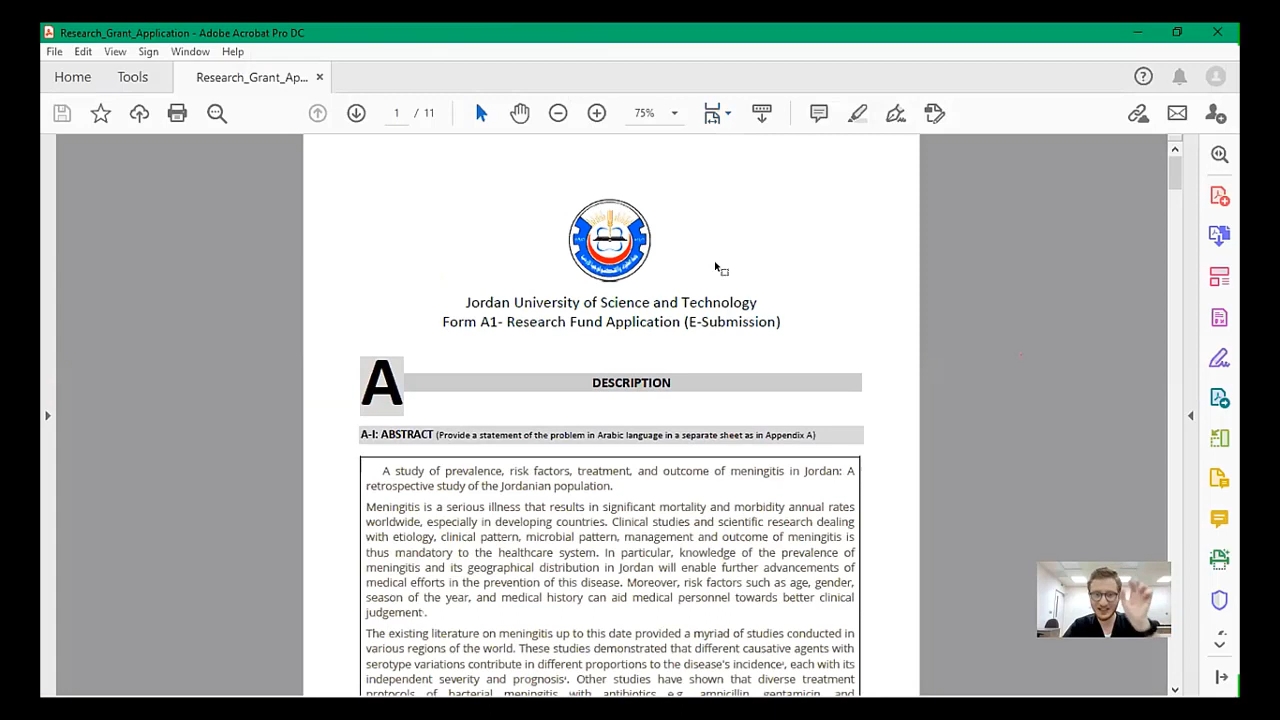 Research_Grant_Application - Adobe Acrobat Pro DC
File Edit View Sign Window Help
Home Tools Research_Grant_Ap... ×
1 / 11 75%
Jordan University of Science and Technology
Form A1- Research Fund Application (E-Submission)
A DESCRIPTION
A-I: ABSTRACT (Provide a statement of the problem in Arabic language in a separate sheet as in Appendix A)
A study of prevalence, risk factors, treatment, and outcome of meningitis in Jordan: A
retrospective study of the Jordanian population.
Meningitis is a serious illness that results in significant mortality and morbidity annual rates
worldwide, especially in developing countries. Clinical studies and scientific research dealing
with etiology, clinical pattern, microbial pattern, management and outcome of meningitis is
thus mandatory to the healthcare system. In particular, knowledge of the prevalence of
meningitis and its geographical distribution in Jordan will enable further advancements of
medical efforts in the prevention of this disease. Moreover, risk factors such as age, gender,
season of the year, and medical history can aid medical personnel towards better clinical
judgement.
The existing literature on meningitis up to this date provided a myriad of studies conducted in
various regions of the world. These studies demonstrated that different causative agents with
serotype variations contribute in different proportions to the disease's incidence, each with its
independent severity and prognosis. Other studies have shown that diverse treatment
protocols of bacterial meningitis with antibiotics e.g. ampicillin, gentamicin, and